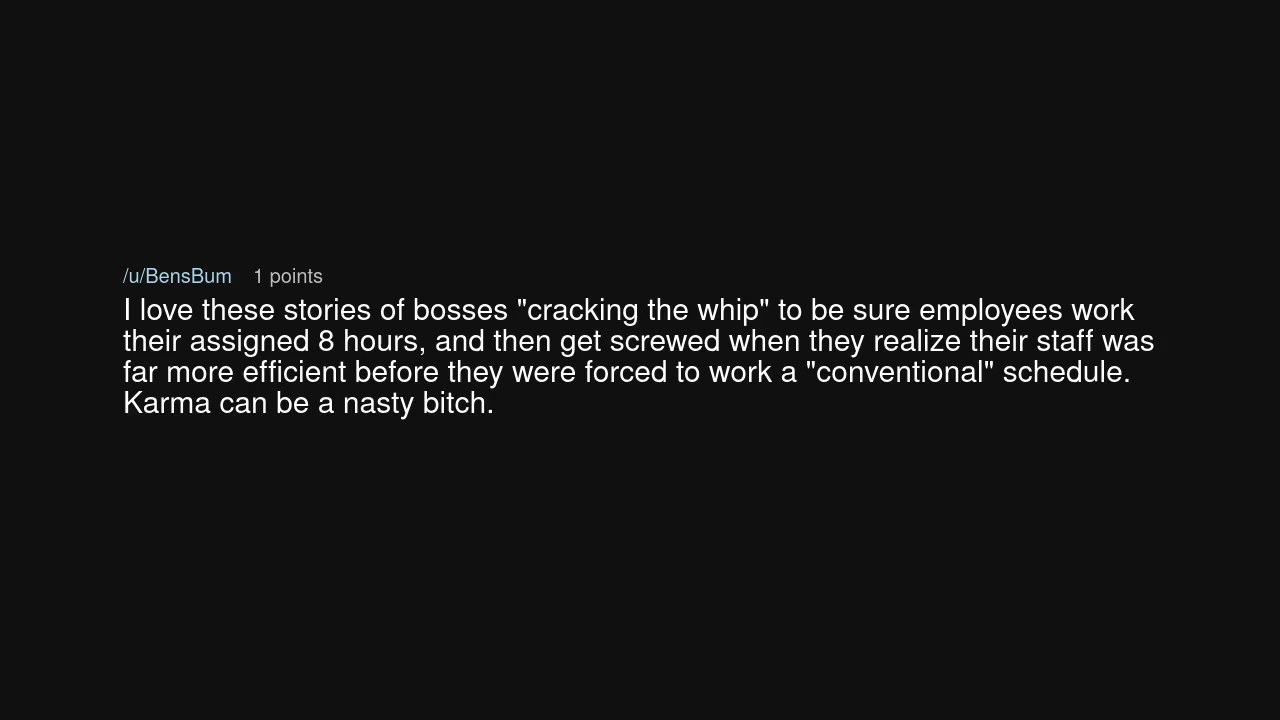 /u/BensBum 1 points
I love these stories of bosses "cracking the whip" to be sure employees work
their assigned 8 hours, and then get screwed when they realize their staff was
far more efficient before they were forced to work a "conventional" schedule.
Karma can be a nasty bitch.